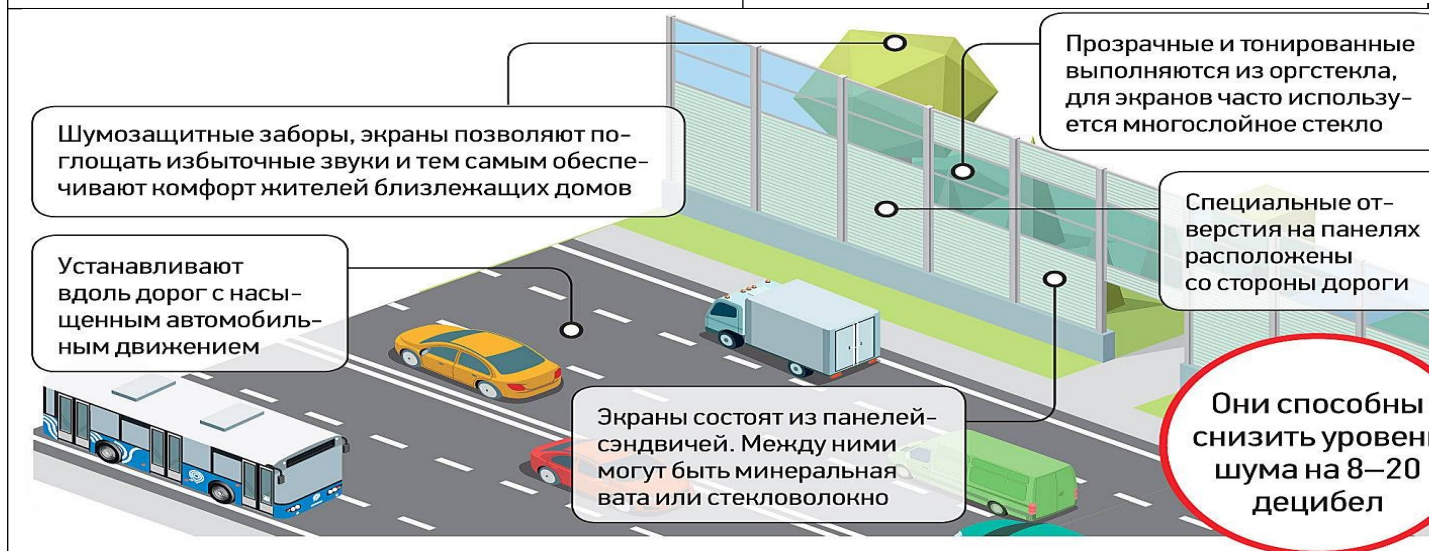 Шумозащитные заборы, экраны позволяют по-
глощать избыточные звуки и тем самым обеспе-
чивают комфорт жителей близлежащих домов
Прозрачные и тонированные
выполняются из оргстекла,
для экранов часто использу-
ется многослойное стекло
Устанавливают
вдоль дорог с насы-
щенным автомобиль-
ным движением
Специальные от-
верстия на панелях
расположены
со стороны дороги
Экраны состоят из панелей-
сэндвичей. Между ними
могут быть минеральная
вата или стекловолокно
Они способны
снизить уровень
шума на 8–20
децибел